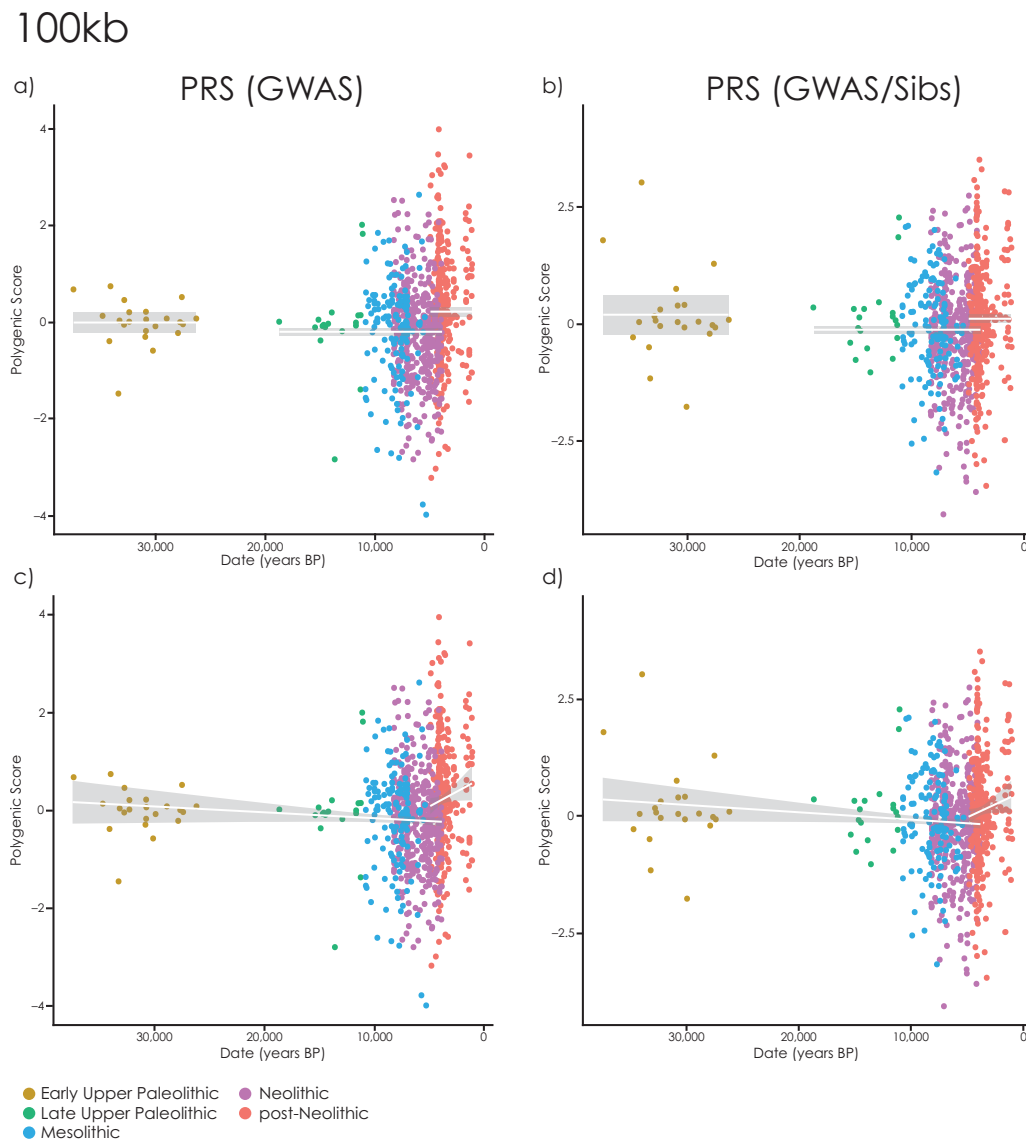 100kb
a) PRS (GWAS)
4
2
0
−2
−4
Polygenic Score
30,000 20,000 10,000 0
Date (years BP)
b) PRS (GWAS/Sibs)
2.5
0
−2.5
Polygenic Score
30,000 20,000 10,000 0
Date (years BP)
c)
4
2
0
−2
−4
Polygenic Score
30,000 20,000 10,000 0
Date (years BP)
d)
2.5
0
−2.5
Polygenic Score
30,000 20,000 10,000 0
Date (years BP)
Early Upper Paleolithic
Late Upper Paleolithic
Mesolithic
Neolithic
post-Neolithic